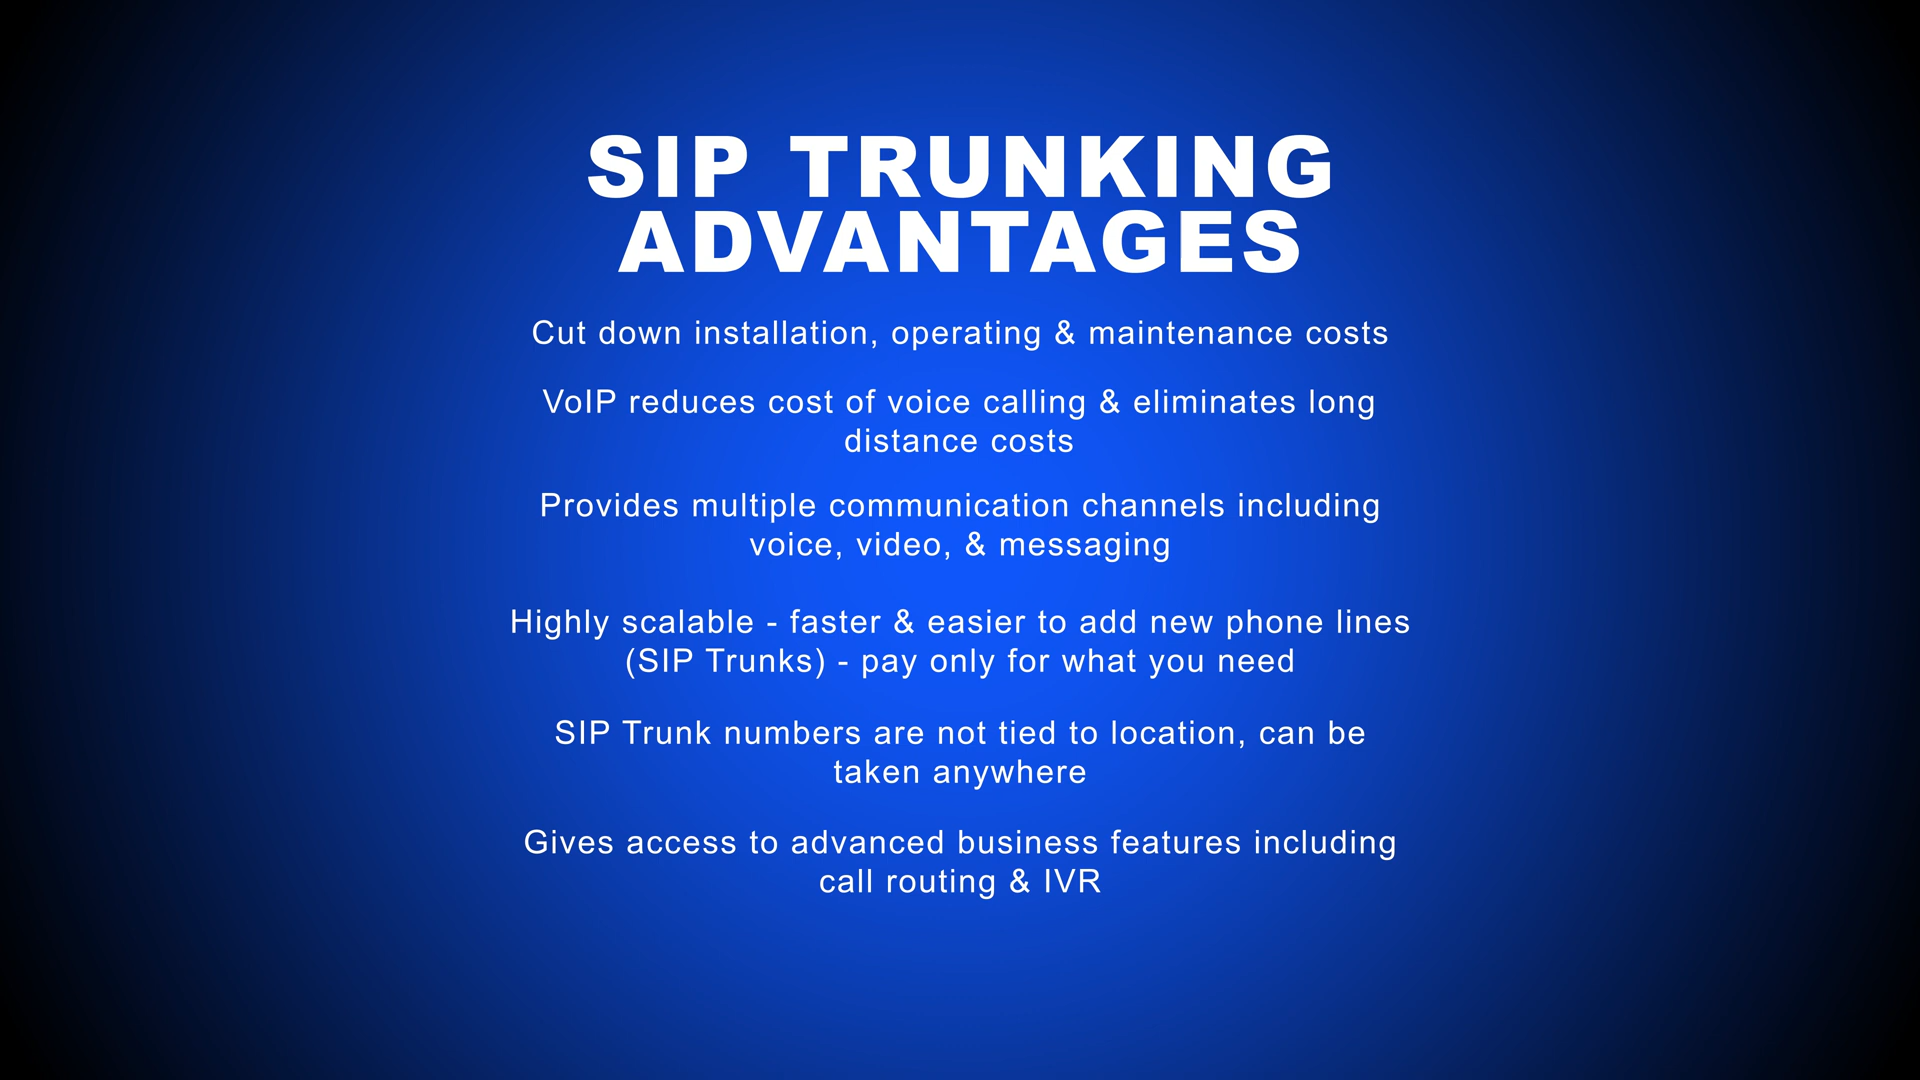 SIP TRUNKING
ADVANTAGES
Cut down installation, operating & maintenance costs
VoIP reduces cost of voice calling & eliminates long
distance costs
Provides multiple communication channels including
voice, video, & messaging
Highly scalable - faster & easier to add new phone lines
(SIP Trunks) - pay only for what you need
SIP Trunk numbers are not tied to location, can be
taken anywhere
Gives access to advanced business features including
call routing & IVR